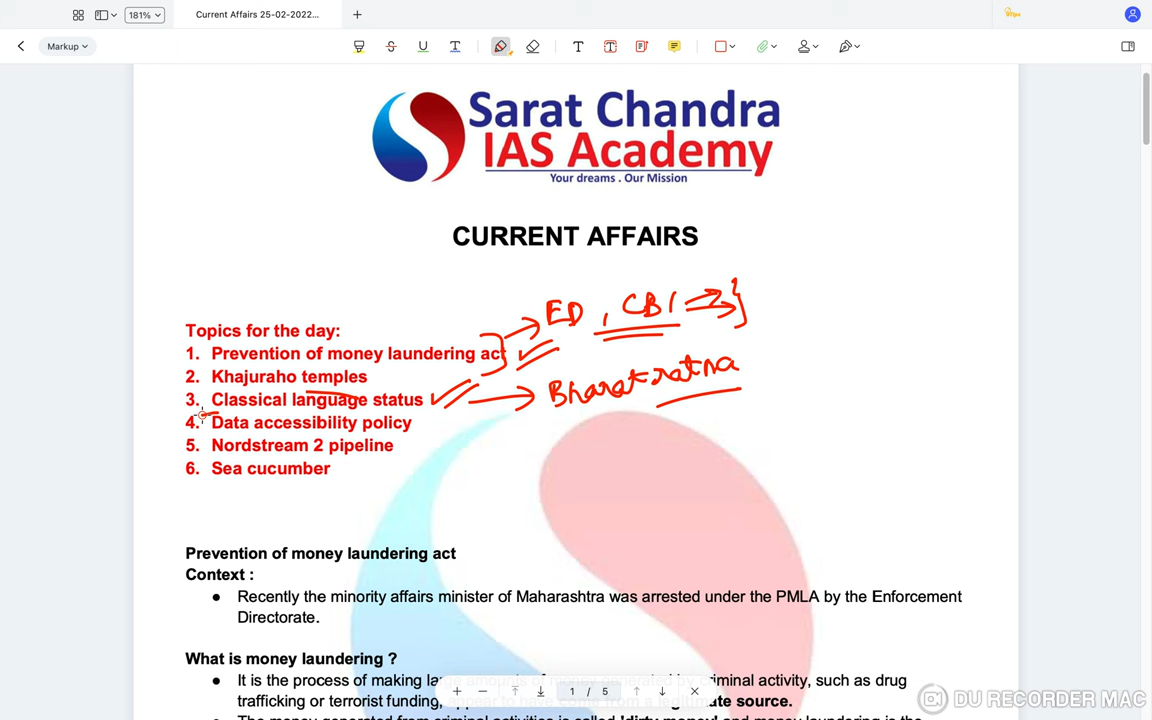 181%
Current Affairs 25-02-2022...
Markup
Sarat Chandra
IAS Academy
Your dreams . Our Mission
CURRENT AFFAIRS
ED, CBI
Topics for the day:
1. Prevention of money laundering act
2. Khajuraho temples
Bharat ratna
3. Classical language status
4. Data accessibility policy
5. Nordstream 2 pipeline
6. Sea cucumber
Prevention of money laundering act
Context :
● Recently the minority affairs minister of Maharashtra was arrested under the PMLA by the Enforcement
Directorate.
What is money laundering ?
● It is the process of making criminal activity, such as drug
trafficking or terrorist funding, legitimate source.
1 / 5
DU RECORDER MAC